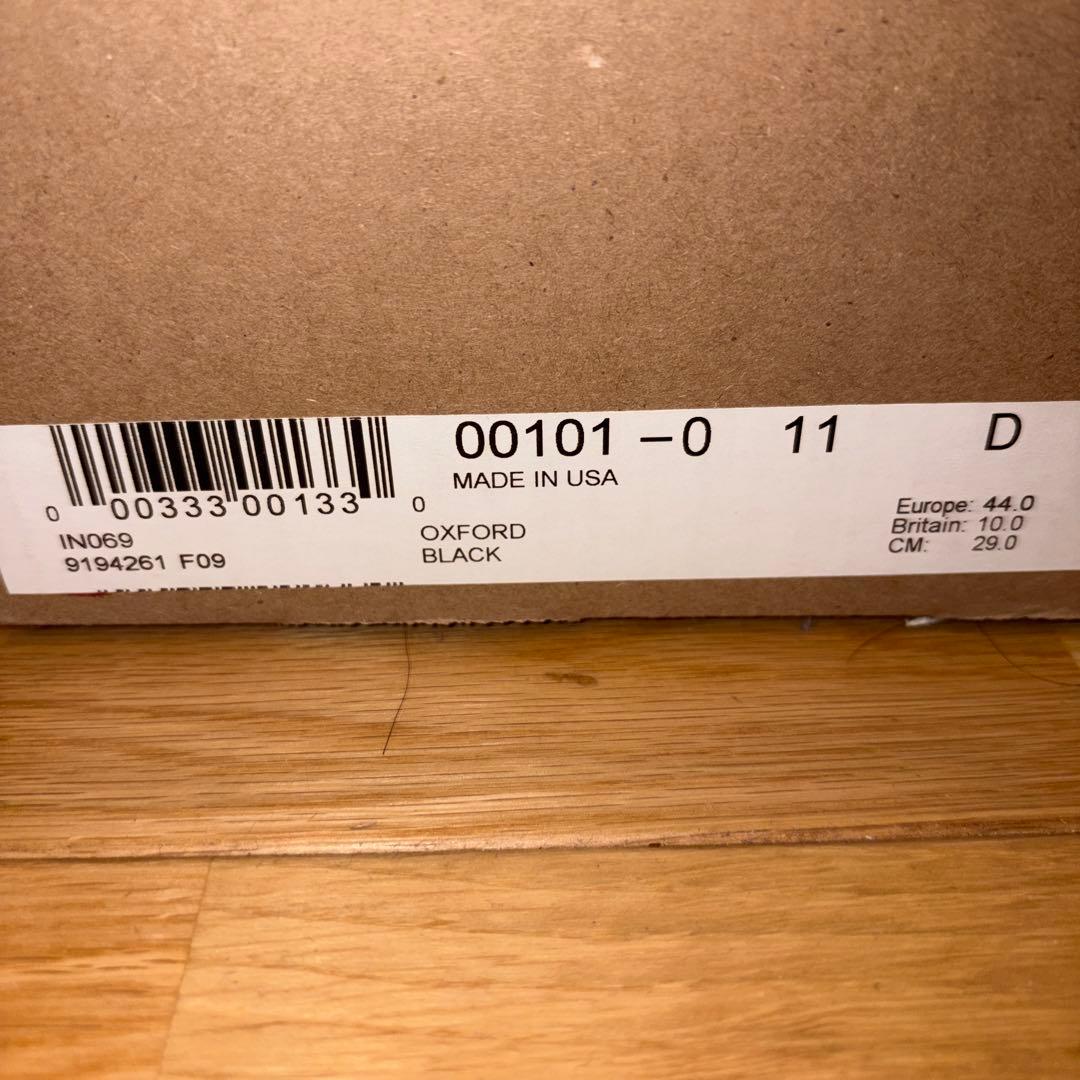 00101 –0 11 D
MADE IN USA
0 00333 00133 0
OXFORD
BLACK
IN069
9194261 F09
Europe: 44.0
Britain: 10.0
CM: 29.0